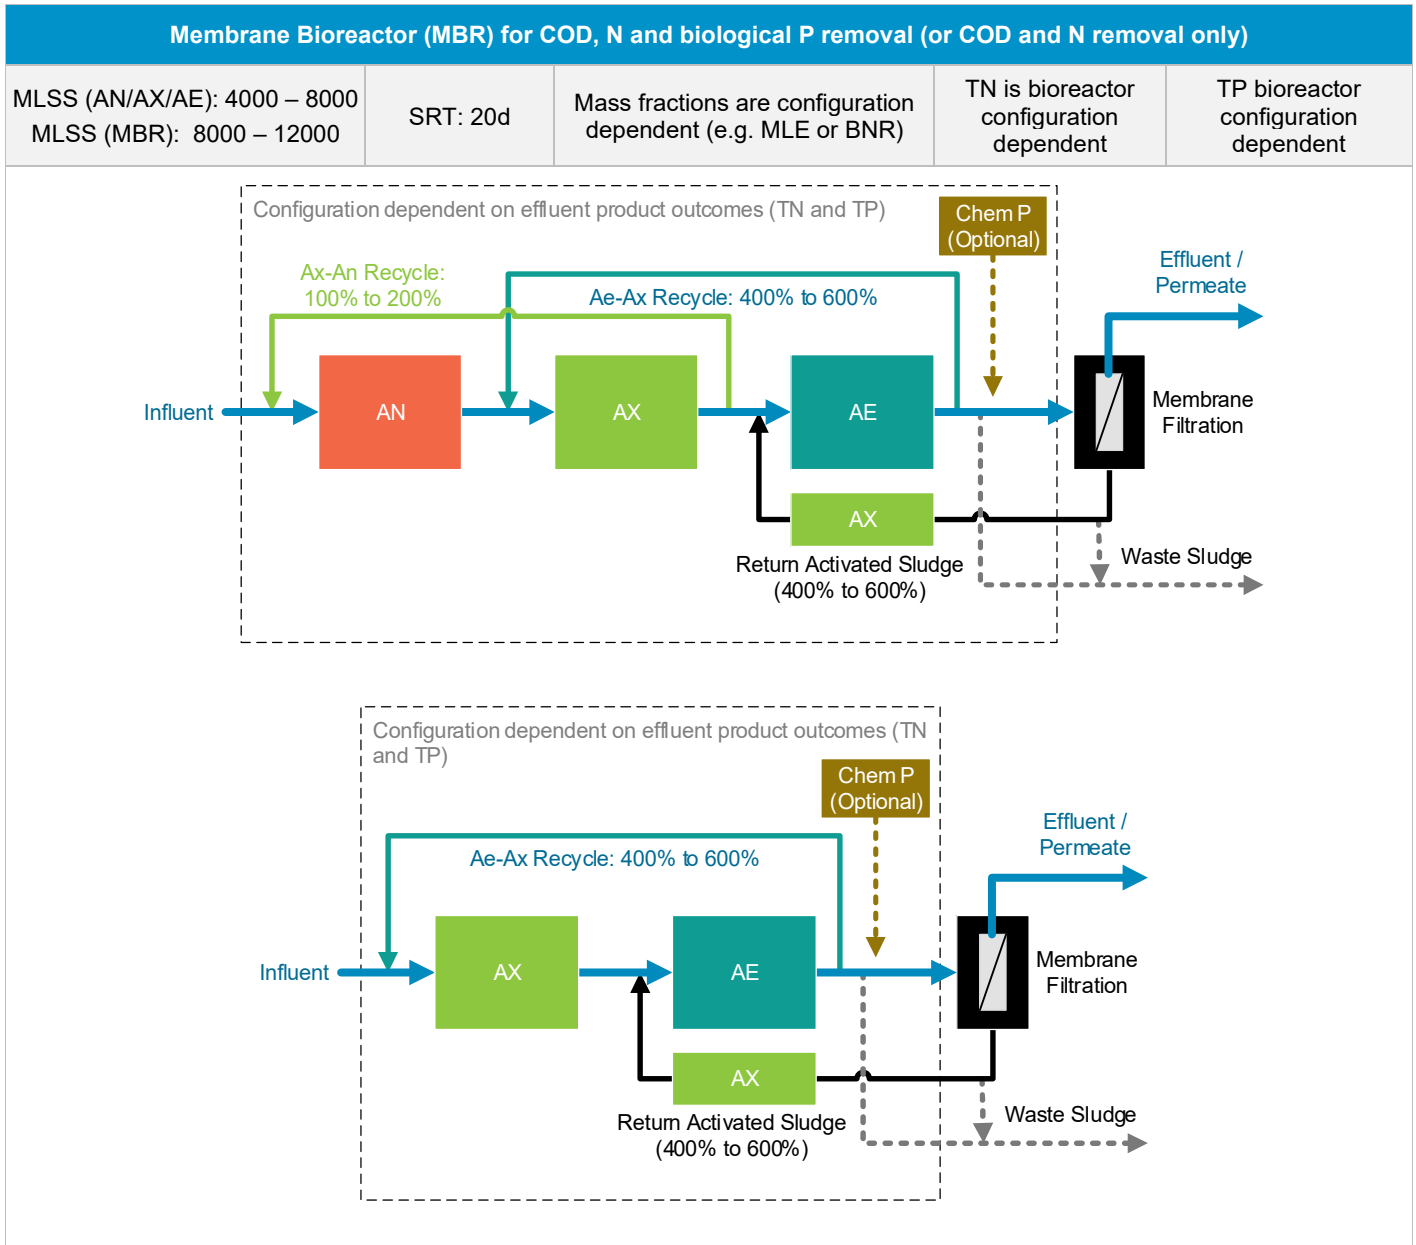 Membrane Bioreactor (MBR) for COD, N and biological P removal (or COD and N removal only)
MLSS (AN/AX/AE): 4000 – 8000
MLSS (MBR): 8000 – 12000
SRT: 20d
Mass fractions are configuration
dependent (e.g. MLE or BNR)
TN is bioreactor
configuration
dependent
TP bioreactor
configuration
dependent
Configuration dependent on effluent product outcomes (TN and TP)
Chem P
(Optional)
Effluent /
Permeate
Ax-An Recycle:
100% to 200%
Ae-Ax Recycle: 400% to 600%
Influent
AN
AX
AE
Membrane
Filtration
AX
Return Activated Sludge
(400% to 600%)
Waste Sludge
Configuration dependent on effluent product outcomes (TN
and TP)
Chem P
(Optional)
Effluent /
Permeate
Ae-Ax Recycle: 400% to 600%
Influent
AX
AE
Membrane
Filtration
AX
Return Activated Sludge
(400% to 600%)
Waste Sludge